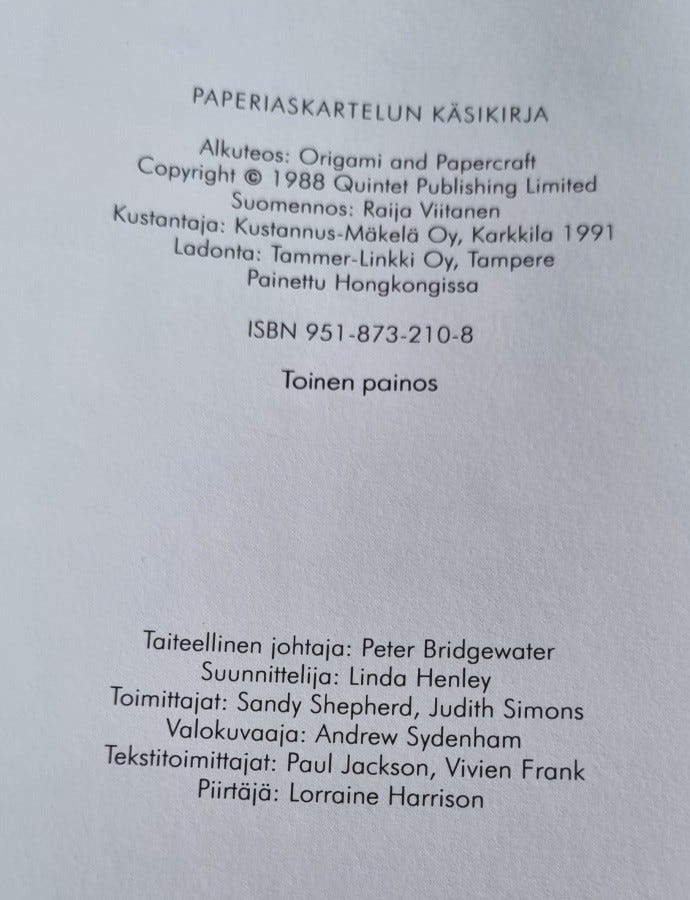 PAPERIASKARTELUN KÄSIKIRJA
Alkuteos: Origami and Papercraft
Copyright © 1988 Quintet Publishing Limited
Suomennos: Raija Viitanen
Kustantaja: Kustannus-Mäkelä Oy, Karkkila 1991
Ladonta: Tammer-Linkki Oy, Tampere
Painettu Hongkongissa
ISBN 951-873-210-8
Toinen painos
Taiteellinen johtaja: Peter Bridgewater
Suunnittelija: Linda Henley
Toimittajat: Sandy Shepherd, Judith Simons
Valokuvaaja: Andrew Sydenham
Tekstitoimittajat: Paul Jackson, Vivien Frank
Piirtäjä: Lorraine Harrison